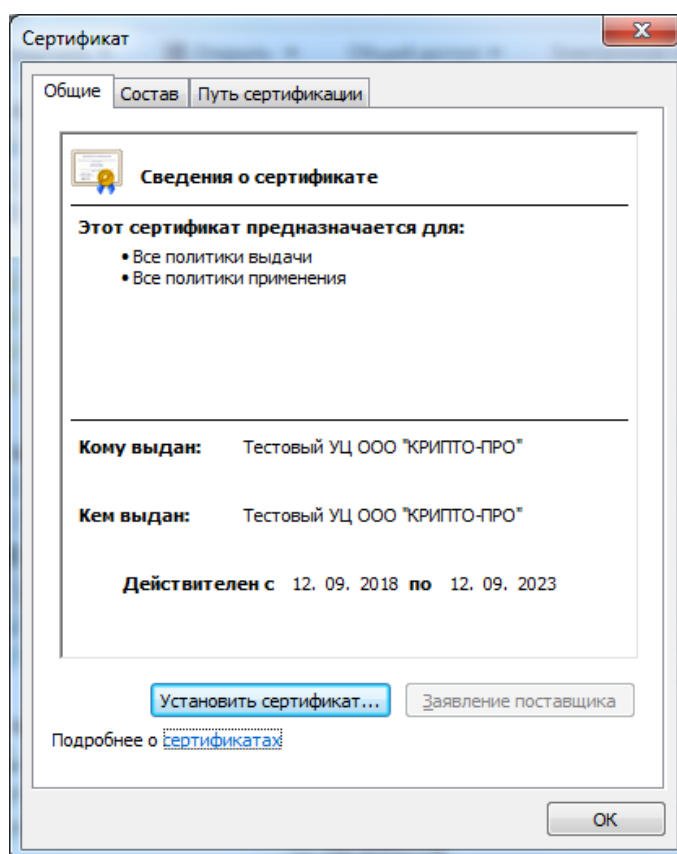 Сертификат
Общие Состав Путь сертификации
Сведения о сертификате
Этот сертификат предназначается для:
• Все политики выдачи
• Все политики применения
Кому выдан: Тестовый УЦ ООО "КРИПТО-ПРО"
Кем выдан: Тестовый УЦ ООО "КРИПТО-ПРО"
Действителен с 12. 09. 2018 по 12. 09. 2023
Установить сертификат... Заявление поставщика
Подробнее о сертификатах
ОК